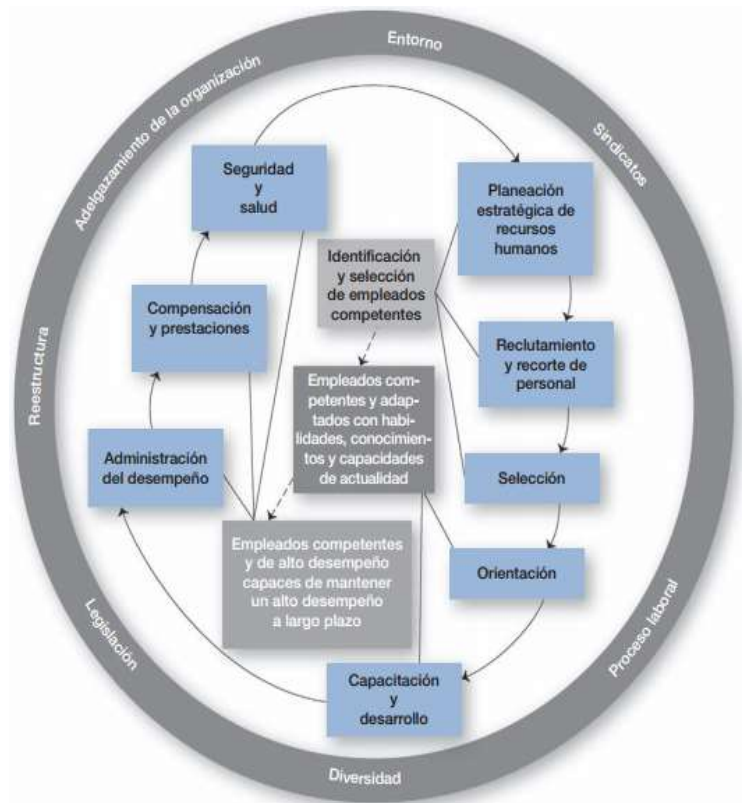 Entorno
Sindicatos
Proceso laboral
Diversidad
Legislación
Reestructura
Adelgazamiento de la organización
Planeación
estratégica de
recursos
humanos
Reclutamiento
y recorte de
personal
Selección
Orientación
Capacitación
y
desarrollo
Administración
del desempeño
Compensación
y prestaciones
Seguridad
y
salud
Identificación
y selección
de empleados
competentes
Empleados com-
petentes y adap-
tados con habi-
lidades, conocimien-
tos y capacidades
de actualidad
Empleados competentes
y de alto desempeño
capaces de mantener
un alto desempeño
a largo plazo